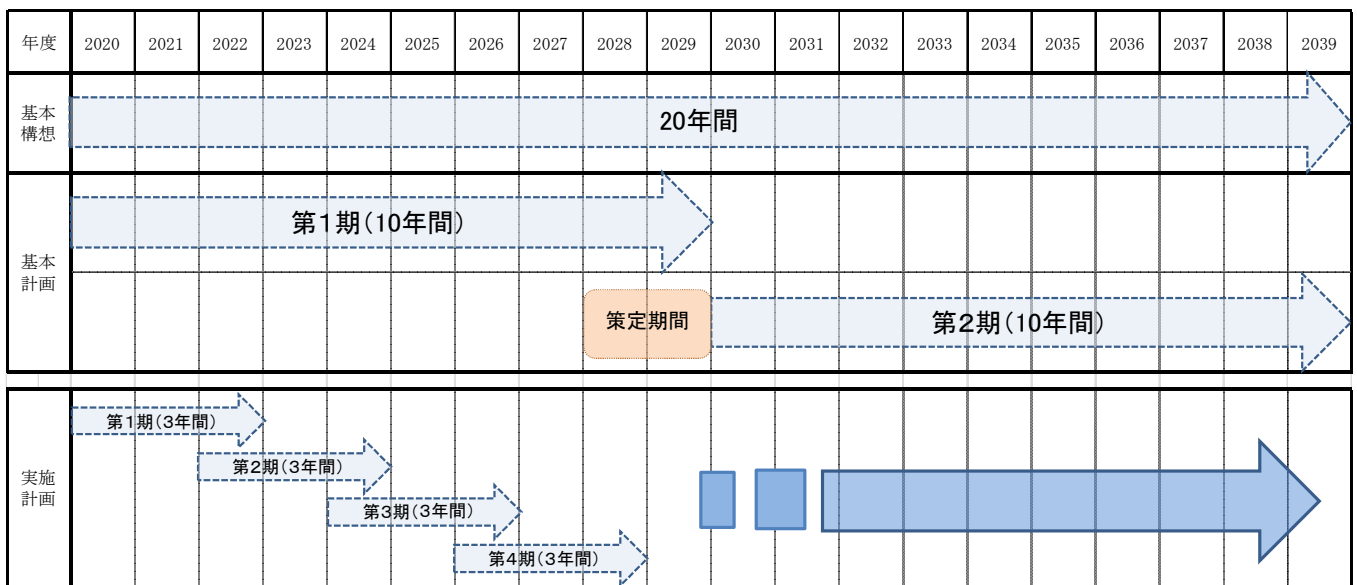 年度 2020 2021 2022 2023 2024 2025 2026 2027 2028 2029 2030 2031 2032 2033 2034 2035 2036 2037 2038 2039
基本
構想
20年間
基本
計画
第1期(10年間)
策定期間
第2期(10年間)
実施
計画
第1期(3年間)
第2期(3年間)
第3期(3年間)
第4期(3年間)